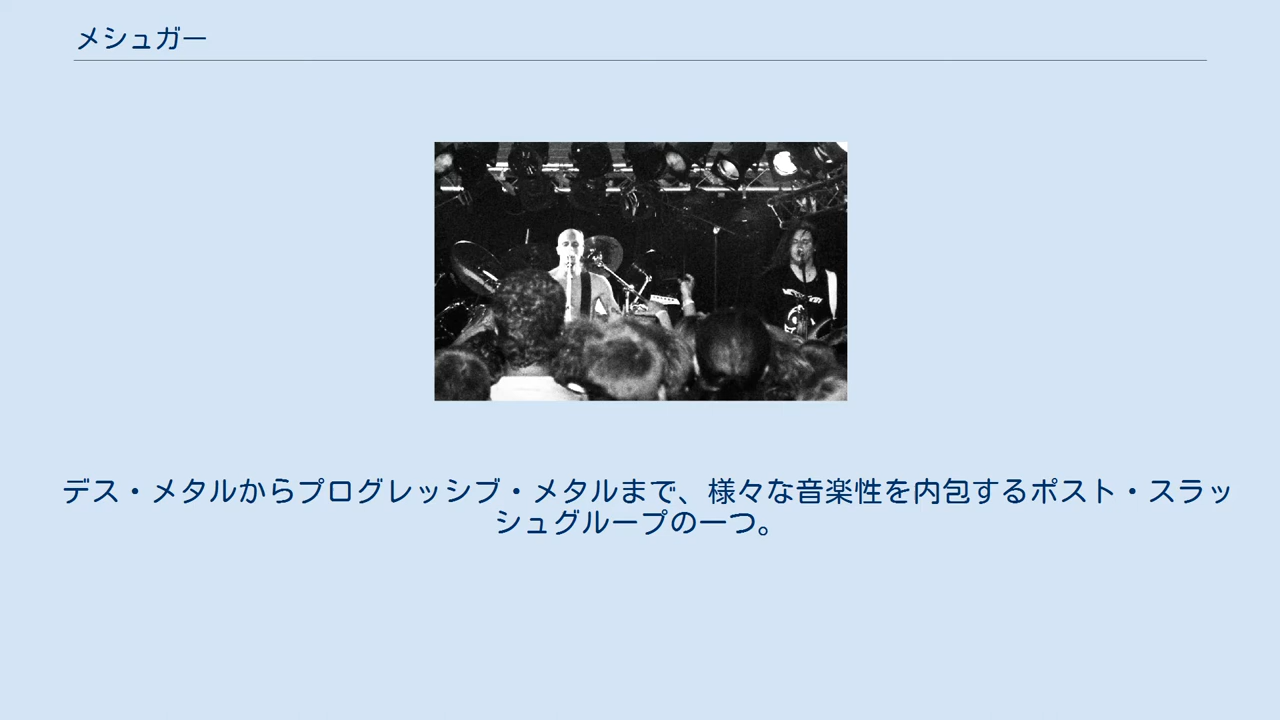 メシュガー
デス・メタルからプログレッシブ・メタルまで、様々な音楽性を内包するポスト・スラッ
シュグループの一つ。